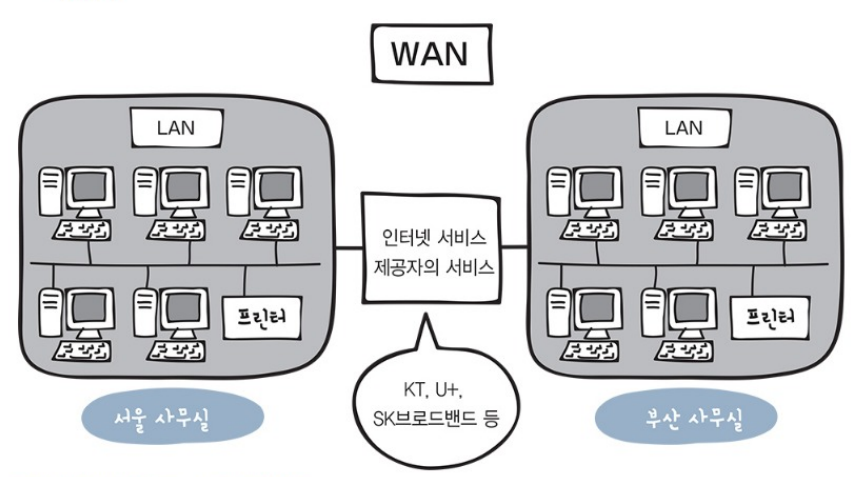 WAN
LAN
LAN
인터넷 서비스
제공자의 서비스
프린터
프린터
KT, U+,
SK브로드밴드 등
서울 사무실
부산 사무실